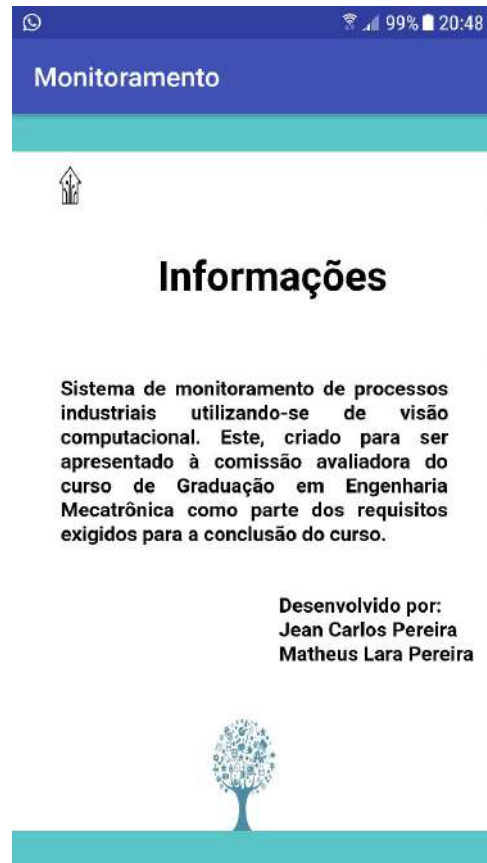 99% 20:48
Monitoramento
Informações
Sistema de monitoramento de processos
industriais utilizando-se de visão
computacional. Este, criado para ser
apresentado à comissão avaliadora do
curso de Graduação em Engenharia
Mecatrônica como parte dos requisitos
exigidos para a conclusão do curso.
Desenvolvido por:
Jean Carlos Pereira
Matheus Lara Pereira